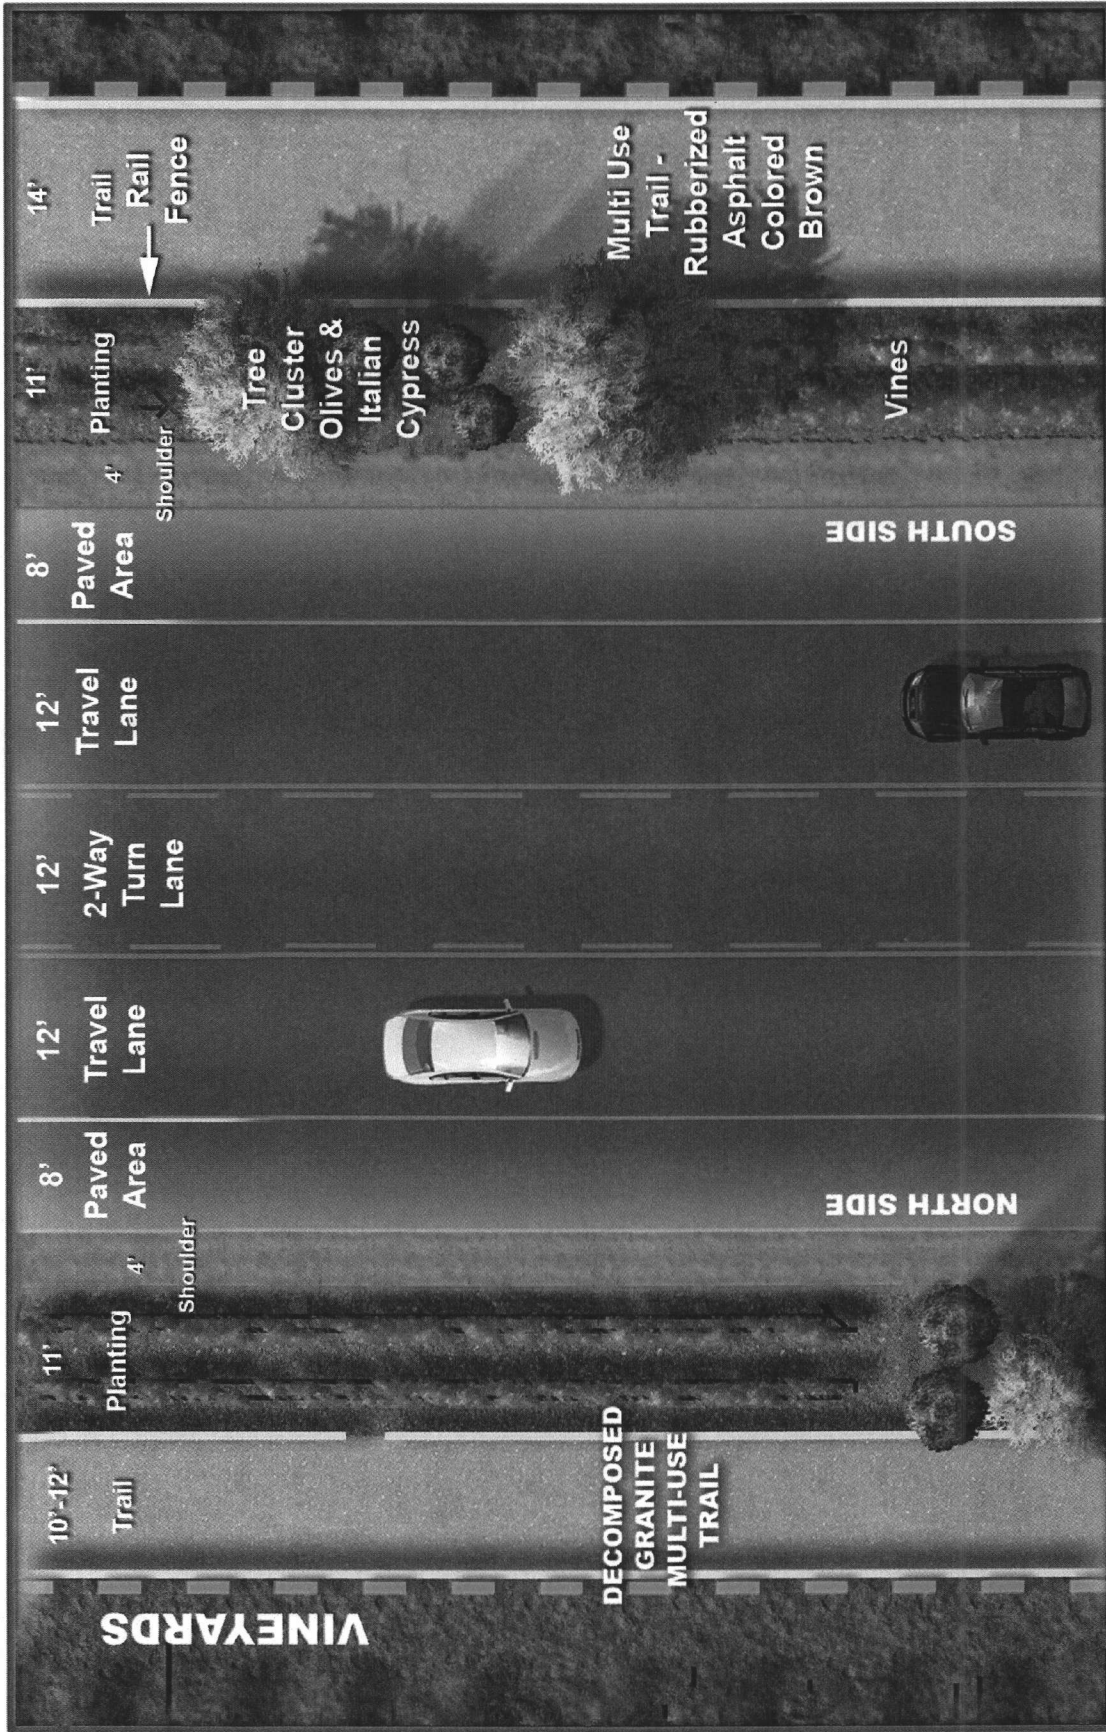 VINEYARDS
10'-12'
Trail
DECOMPOSED
GRANITE
MULTI-USE
TRAIL
11'
Planting
4'
Shoulder
8'
Paved
Area
NORTH SIDE
12'
Travel
Lane
12'
2-Way
Turn
Lane
12'
Travel
Lane
8'
Paved
Area
SOUTH SIDE
4'
Shoulder
11'
Planting
Tree
Cluster
Olives &
Italian
Cypress
Vines
14'
Trail
Rail
Fence
Multi Use
Trail -
Rubberized
Asphalt
Colored
Brown